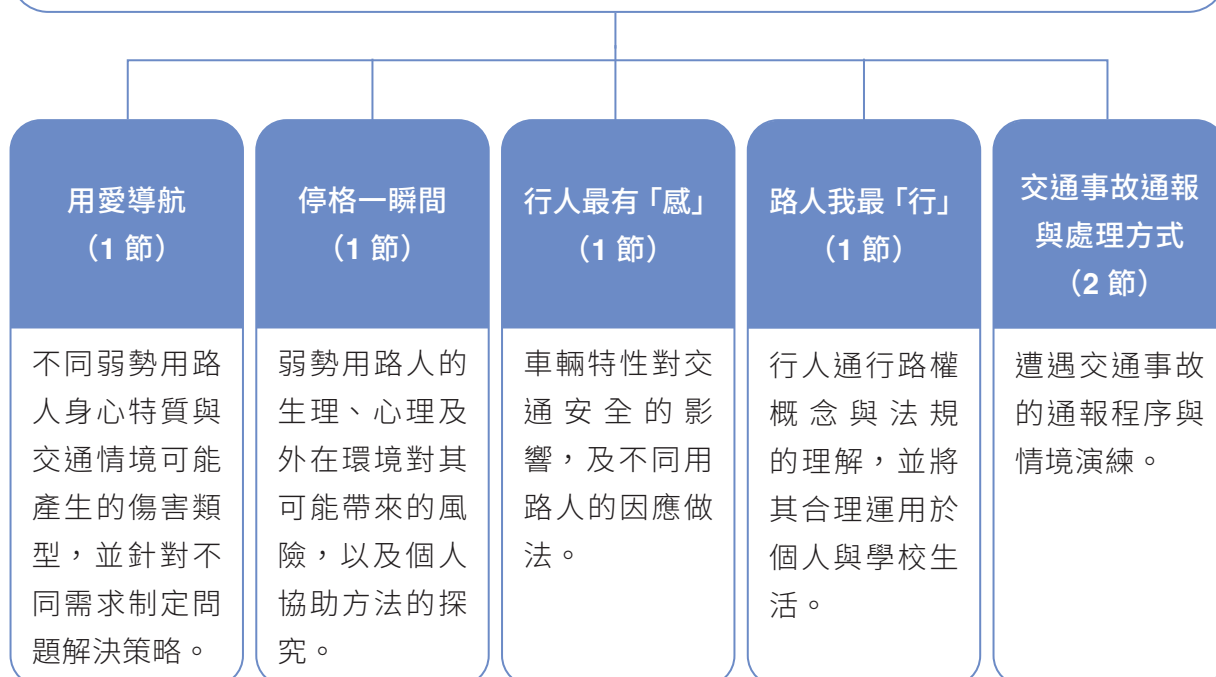 用愛導航
（1 節）
不同弱勢用路
人身心特質與
交通情境可能
產生的傷害類
型，並針對不
同需求制定問
題解決策略。
停格一瞬間
（1 節）
弱勢用路人的
生理、心理及
外在環境對其
可能帶來的風
險，以及個人
協助方法的探
究。
行人最有「感」
（1 節）
車輛特性對交
通安全的影
響，及不同用
路人的因應做
法。
路人我最「行」
（1 節）
行人通行路權
概念與法規
的理解，並將
其合理運用於
個人與學校生
活。
交通事故通報
與處理方式
（2 節）
遭遇交通事故
的通報程序與
情境演練。